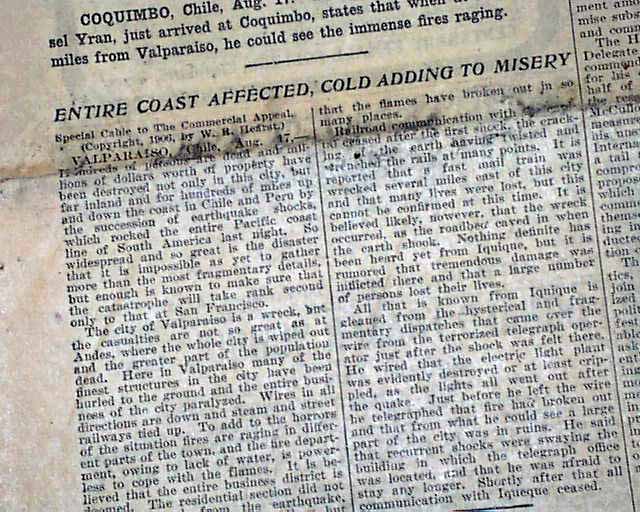 COQUIMBO, Chile, Aug. 17.
sel Yran, just arrived at Coquimbo, states that when
miles from Valparaiso, he could see the immense fires raging.
ENTIRE COAST AFFECTED, COLD ADDING TO MISERY
Special Cable to The Commercial Appeal.
(Copyright, 1906, by W. R. Hearst.)
VALPARAISO, Chile, Aug. 17.—
Hundreds of are dead and mil-
lions of dollars worth of property have
been destroyed not only in this city, but
far inland and for hundreds of miles up
and down the coast in Chile and Peru by
the succession of earthquake shocks,
which rocked the entire Pacific coast
line of South America last night. So
widespread and so great is the disaster
that it is impossible as yet to gather
more than the most fragmentary details,
but enough is known to make sure that
the catastrophe will take rank second
only to that at San Francisco.
The city of Valparaiso is a wreck, but
the casualties are not so great as at
Andes, where the whole city is wiped out
and the greater part of the population
dead. Here in Valparaiso many of the
finest structures in the city have been
hurled to the ground and the entire busi-
ness of the city paralyzed. Wires in all
directions are down and steam and street
railways tied up. To add to the horrors
of the situation fires are raging in differ-
ent parts of the town, and the fire depart-
ment, owing to lack of water, is power-
less to cope with the flames. It is be-
lieved that the entire business district is
doomed. The residential section did not
from the earthquake,
that the flames have broken out in so
many places.
Railroad communication with
ceased after the first shock, the crack-
ing earth having twisted and
wrenched the rails at many points. It is
reported that a fast mail train was
wrecked several miles east of this city
and that many lives were lost, but this
cannot be confirmed at this time. It is
believed likely, however, that the wreck
occurred, as the roadbed caved in when
the earth shook. Nothing definite has
been heard yet from Iquique, but it is
rumored that tremendous damage was
inflicted there and that a large number
of persons lost their lives.
All that is known from Iquique is
gleaned from the hysterical and frag-
mentary dispatches that came over the
wire from the terrorized telegraph oper-
ator just after the shock was felt there.
He wired that the electric light plant
was evidently destroyed or at least crip-
pled, as the lights all went out after
the quake. Just before he left the wire
he telegraphed that fire had broken out
and that from what he could see a large
part of the city was in ruins. He said
that recurrent shocks were swaying the
building in which the telegraph office
was located, and that he was afraid to
stay any longer. Shortly after that all
communication with Iqueque ceased.